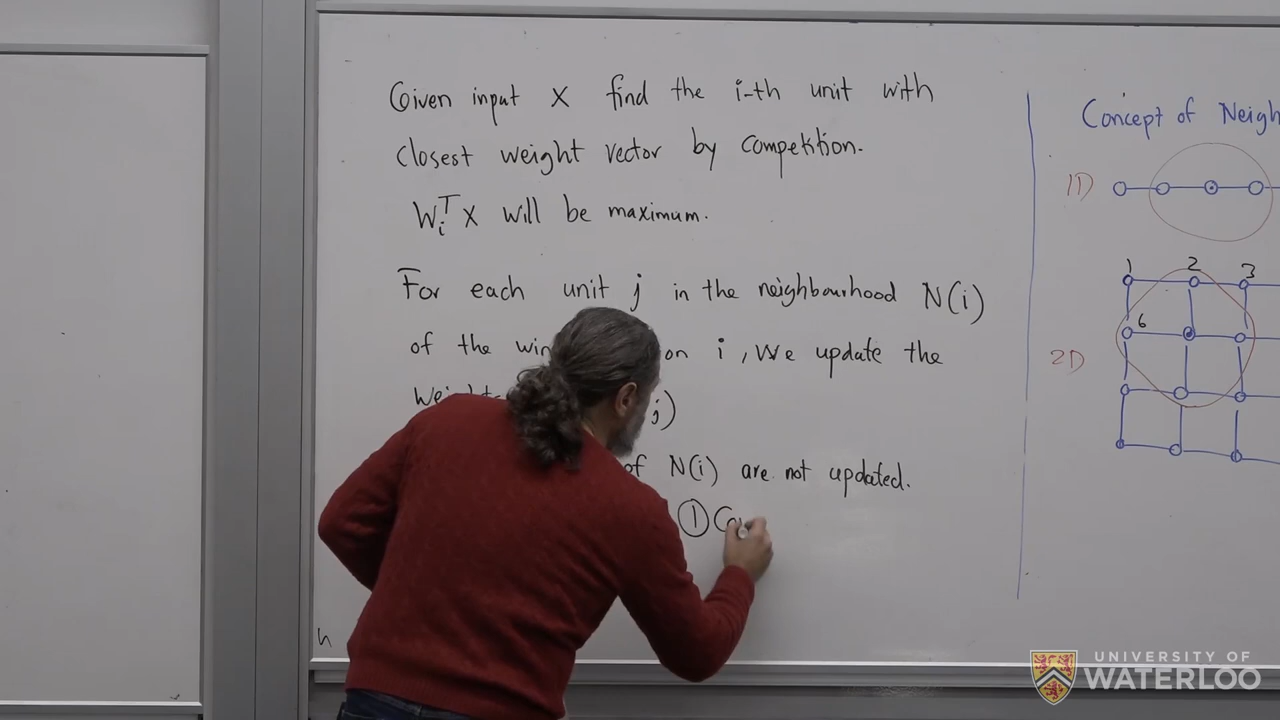 Given input x find the i-th unit with
closest weight vector by competition.
W_i^T x will be maximum.
For each unit j in the neighbourhood N(i)
of the on i, We update the
j)
of N(i) are not updated.
①
Concept of
1D
1 2 3
6
2D
UNIVERSITY OF
WATERLOO